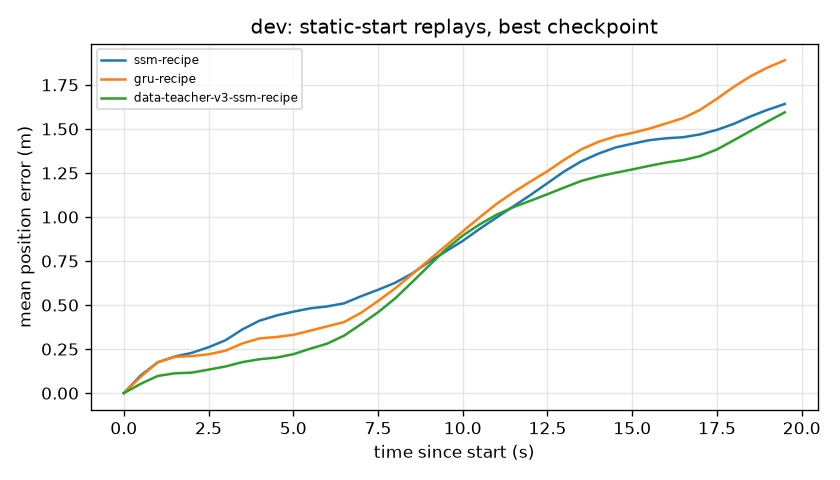 dev: static-start replays, best checkpoint
ssm-recipe
gru-recipe
data-teacher-v3-ssm-recipe
mean position error (m)
1.75
1.50
1.25
1.00
0.75
0.50
0.25
0.00
0.0 2.5 5.0 7.5 10.0 12.5 15.0 17.5 20.0
time since start (s)